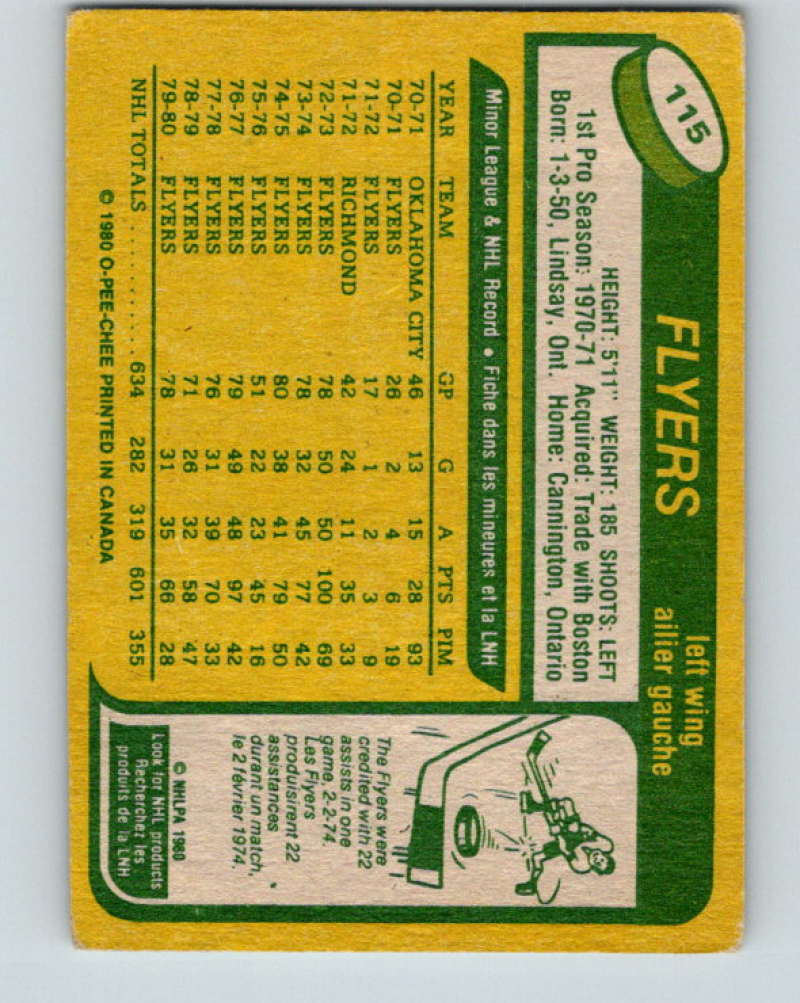 115
FLYERS
left wing
ailier gauche
HEIGHT: 5'11" WEIGHT: 185 SHOOTS: LEFT
1st Pro Season: 1970-71 Acquired: Trade with Boston
Born: 1-3-50, Lindsay, Ont. Home: Cannington, Ontario
Minor League & NHL Record • Fiche dans les mineures et la LNH
YEAR TEAM GP G A PTS PIM
70-71 OKLAHOMA CITY 46 13 15 28 93
70-71 FLYERS 26 2 4 6 19
71-72 FLYERS 17 1 2 3 9
71-72 RICHMOND 42 24 11 35 33
72-73 FLYERS 78 50 50 100 69
73-74 FLYERS 78 32 45 77 42
74-75 FLYERS 80 38 41 79 50
75-76 FLYERS 51 22 23 45 16
76-77 FLYERS 79 49 48 97 42
77-78 FLYERS 76 31 39 70 33
78-79 FLYERS 71 26 32 58 47
79-80 FLYERS 78 31 35 66 28
NHL TOTALS ........... 634 282 319 601 355
© 1980 O-PEE-CHEE PRINTED IN CANADA
The Flyers were
credited with 22
assists in one
game, 2-2-74.
Les Flyers
produisirent 22
assistances
durant un match,
le 2 février 1974.
© NHLPA 1980
Look for NHL products
Recherchez les
produits de la LNH